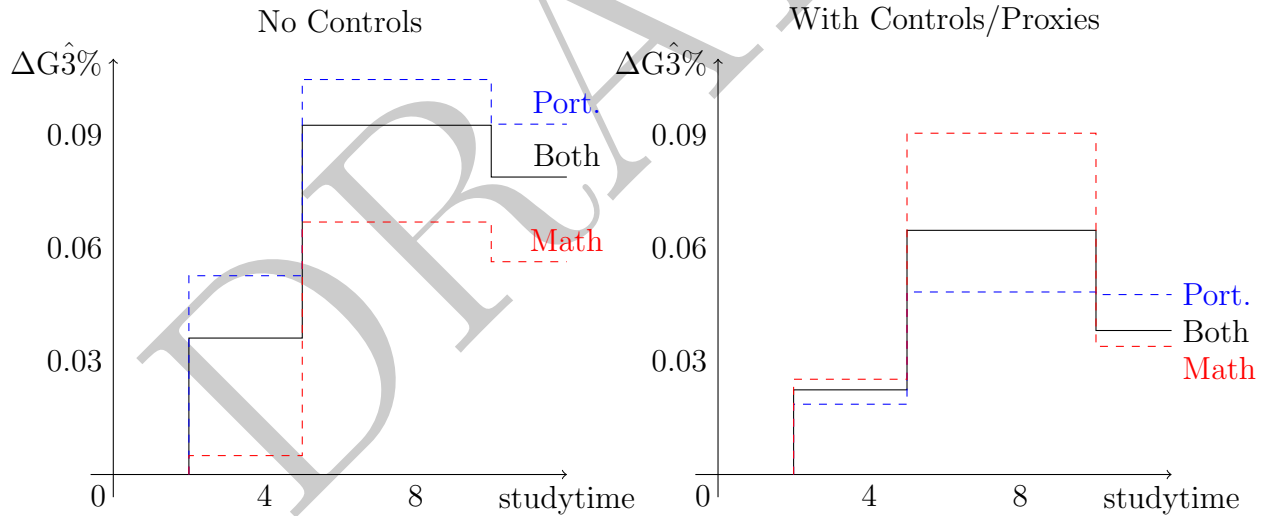 No Controls
ΔG3̂%
0.09
0.06
0.03
0
4
8
studytime
Port.
Both
Math
With Controls/Proxies
ΔG3̂%
0.09
0.06
0.03
0
4
8
studytime
Port.
Both
Math
DRA